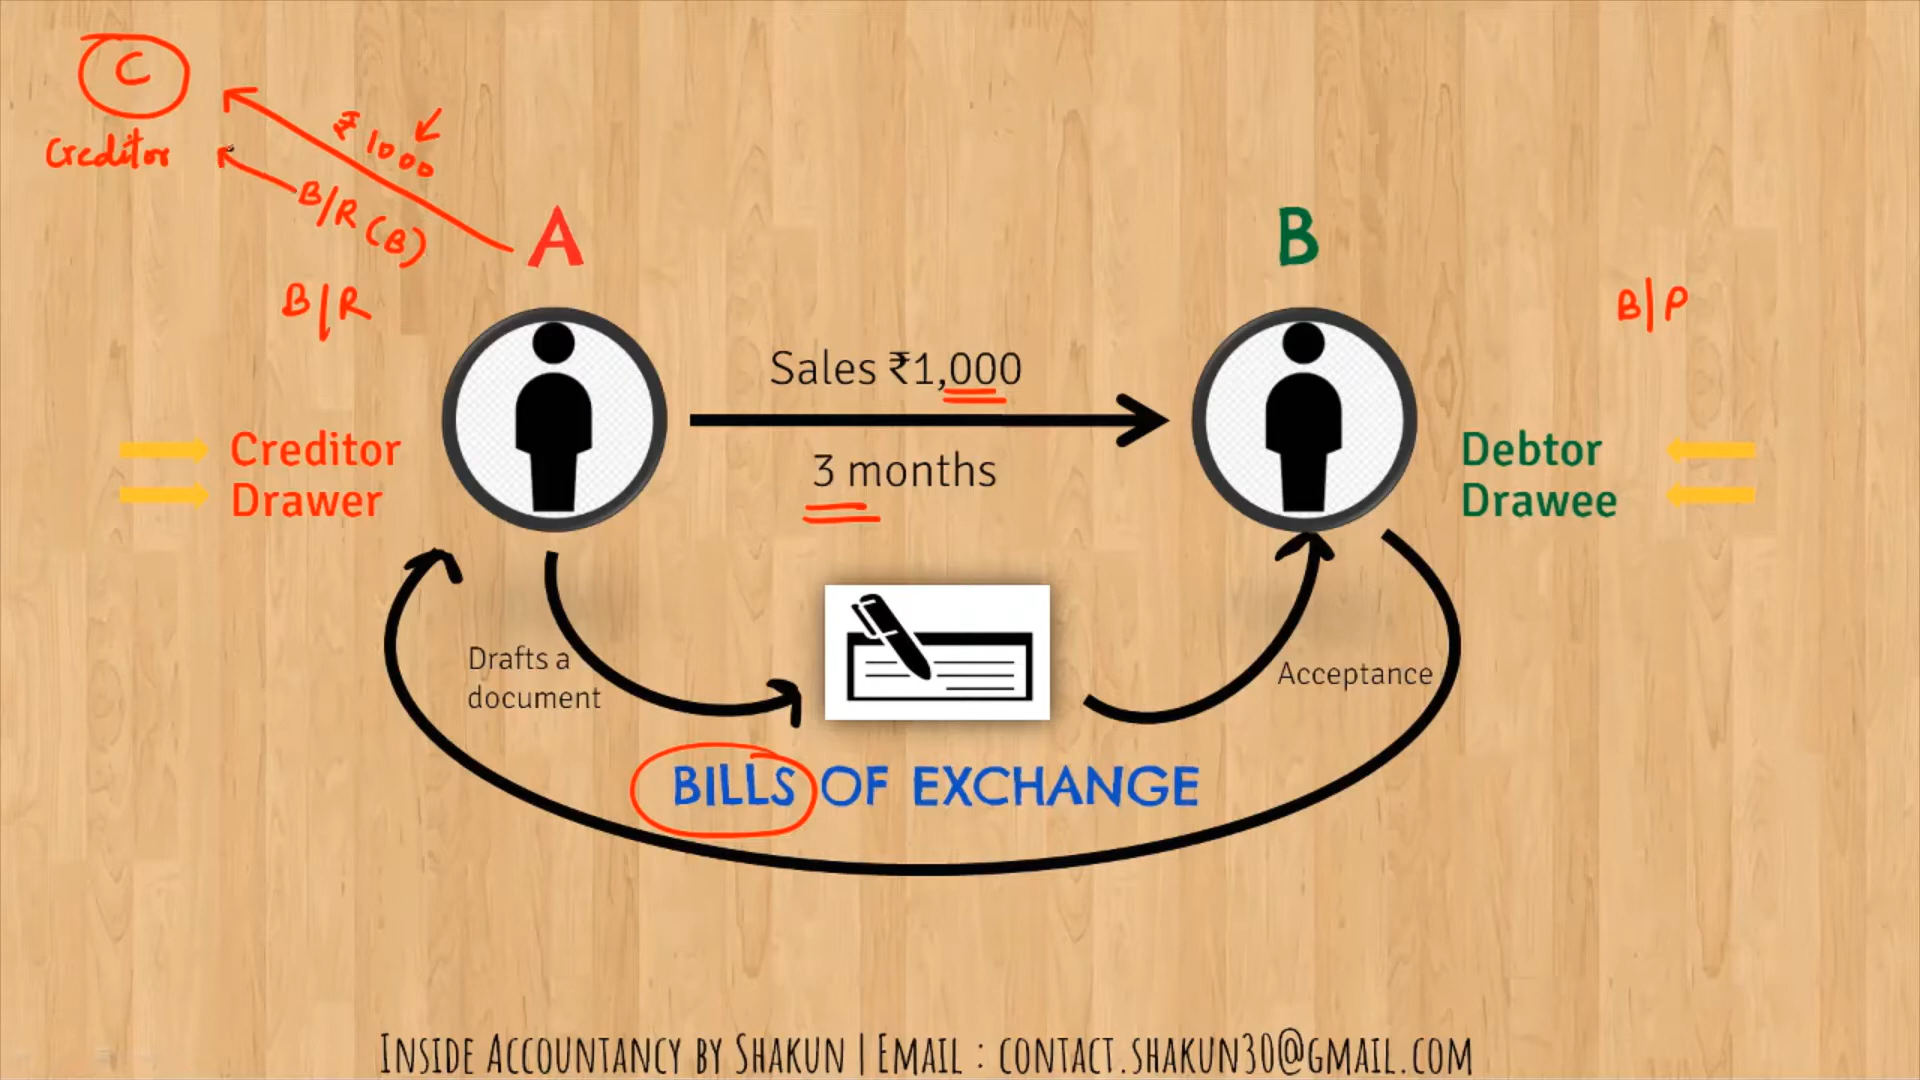 C
Creditor
₹1000
B/R (B)
A
B
B/R
B/P
Sales ₹1,000
3 months
Creditor
Drawer
Debtor
Drawee
Drafts a
document
Acceptance
BILLS OF EXCHANGE
INSIDE ACCOUNTANCY BY SHAKUN | EMAIL : CONTACT.SHAKUN30@GMAIL.COM